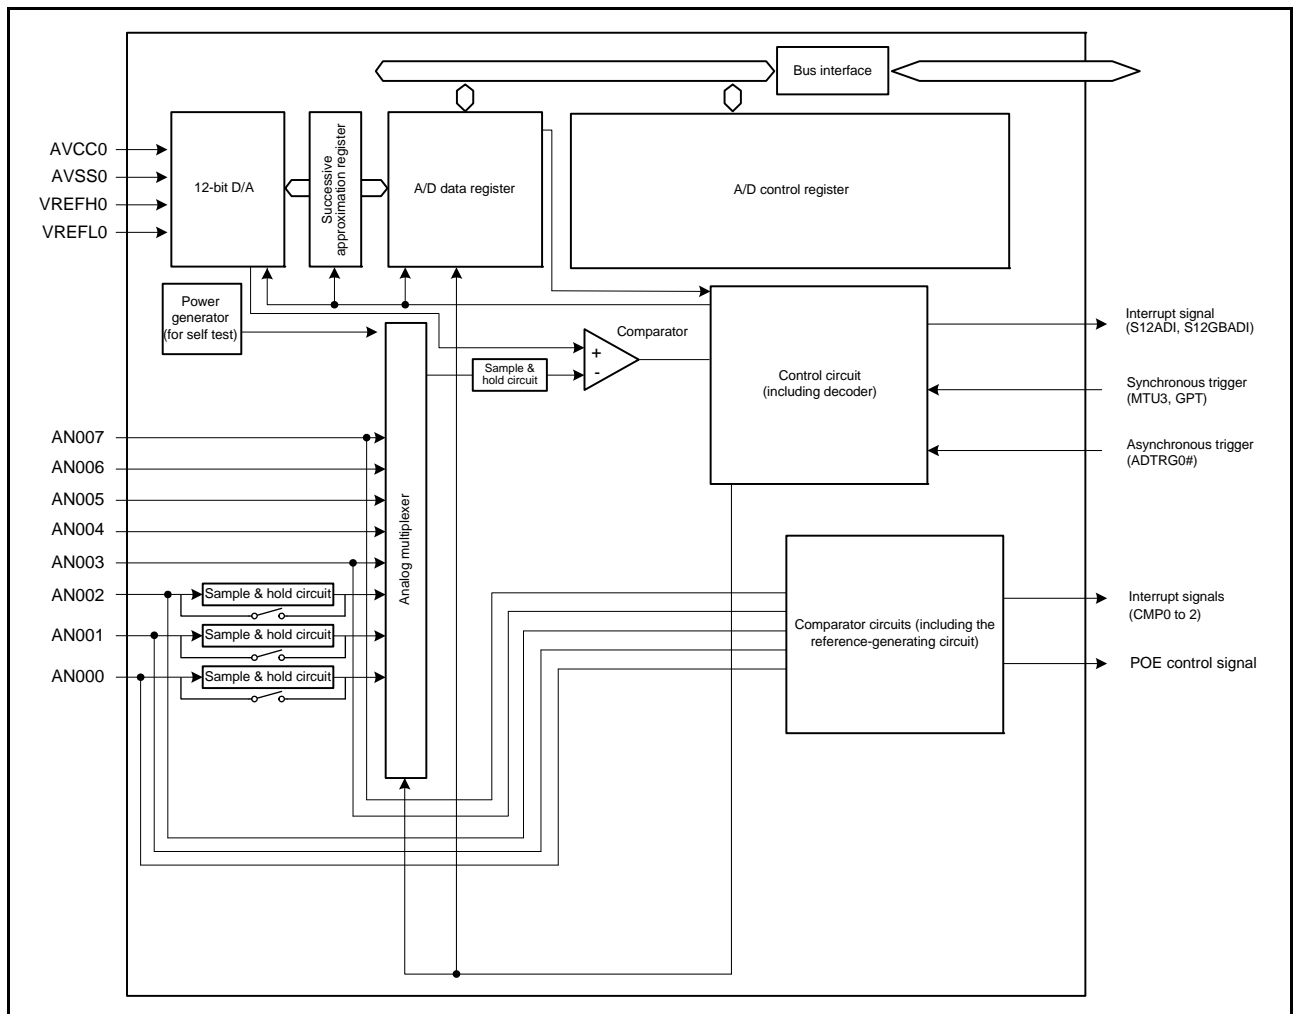 Bus interface
AVCC0
AVSS0
VREFH0
VREFL0
12-bit D/A
Successive
approximation register
A/D data register
A/D control register
Power
generator
(for self test)
Comparator
+
-
Sample &
hold circuit
Control circuit
(including decoder)
Interrupt signal
(S12ADI, S12GBADI)
Synchronous trigger
(MTU3, GPT)
Asynchronous trigger
(ADTRG0#)
AN007
AN006
AN005
AN004
AN003
AN002
AN001
AN000
Sample & hold circuit
Sample & hold circuit
Sample & hold circuit
Analog multiplexer
Comparator circuits (including the
reference-generating circuit)
Interrupt signals
(CMP0 to 2)
POE control signal